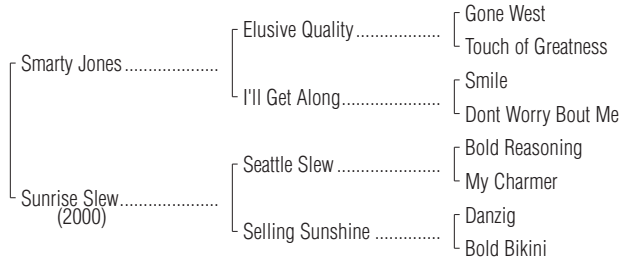 Gone West
Elusive Quality..................
Touch of Greatness
Smarty Jones....................
Smile
I'll Get Along.....................
Dont Worry Bout Me
Bold Reasoning
Seattle Slew......................
My Charmer
Sunrise Slew.....................
(2000)
Danzig
Selling Sunshine..............
Bold Bikini